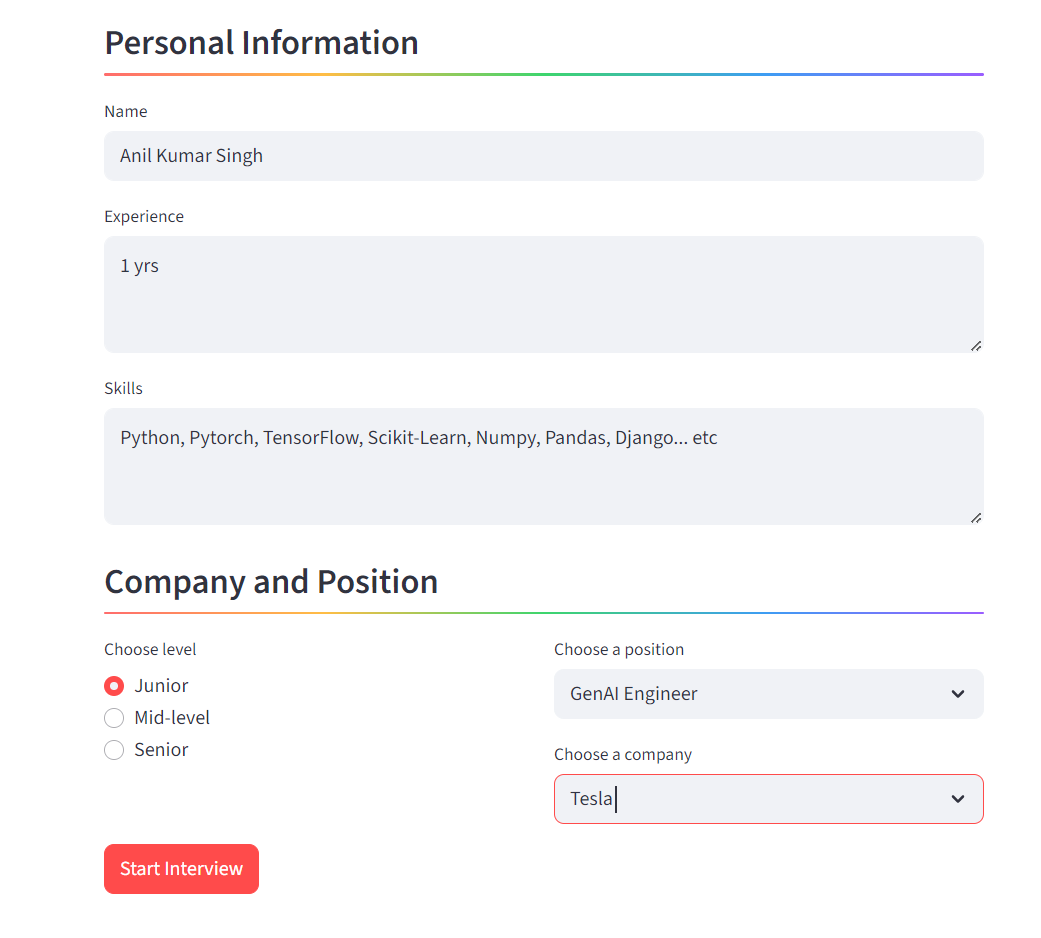 Personal Information
Name
Anil Kumar Singh
Experience
1 yrs
Skills
Python, Pytorch, TensorFlow, Scikit-Learn, Numpy, Pandas, Django... etc
Company and Position
Choose level
Junior
Mid-level
Senior
Choose a position
GenAI Engineer
Choose a company
Tesla
Start Interview